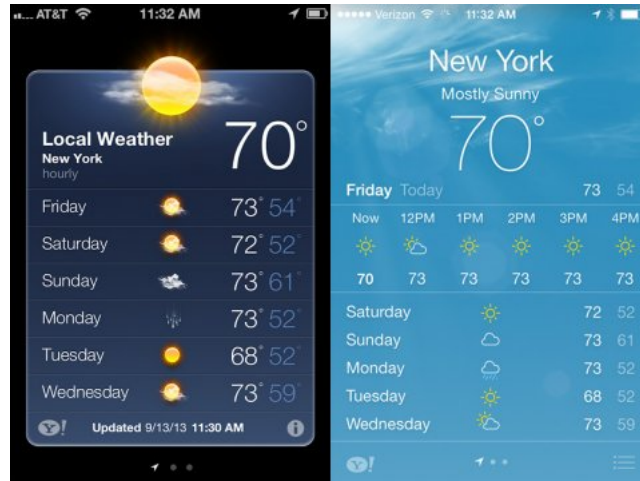 AT&T 11:32 AM
Local Weather
New York
hourly
70°
Friday 73° 54°
Saturday 72° 52°
Sunday 73° 61°
Monday 73° 52°
Tuesday 68° 52°
Wednesday 73° 59°
Y! Updated 9/13/13 11:30 AM i
Verizon 11:32 AM
New York
Mostly Sunny
70°
Friday Today 73 54
Now 12PM 1PM 2PM 3PM 4PM
70 73 73 73 73 73
Saturday 72 52
Sunday 73 61
Monday 73 52
Tuesday 68 52
Wednesday 73 59
Y!